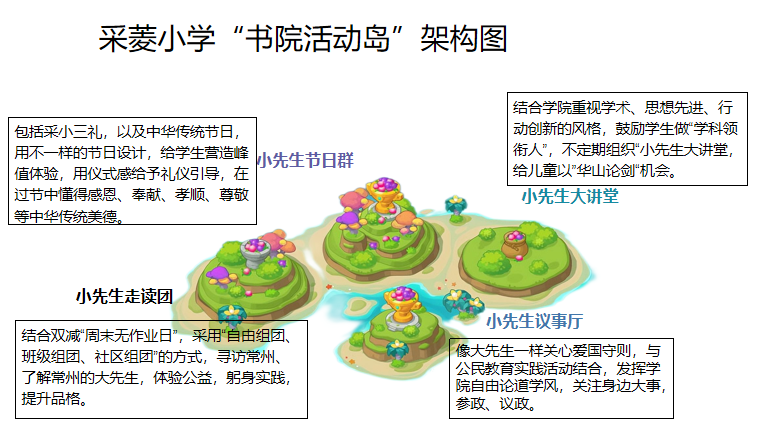 采菱小学“书院活动岛”架构图
包括采小三礼，以及中华传统节日，
用不一样的节日设计，给学生营造峰
值体验，用仪式感给予礼仪引导，在
过节中懂得感恩、奉献、孝顺、尊敬
等中华传统美德。
小先生节日群
结合学院重视学术、思想先进、行
动创新的风格，鼓励学生做“学科领
衔人”，不定期组织“小先生大讲堂，
给儿童以”华山论剑“机会。
小先生大讲堂
小先生走读团
结合双减“周末无作业日”，采用“自由组团、
班级组团、社区组团”的方式，寻访常州、
了解常州的大先生，体验公益，躬身实践，
提升品格。
小先生议事厅
像大先生一样关心爱国守则，与
公民教育实践活动结合，发挥学
院自由论道学风，关注身边大事，
参政、议政。